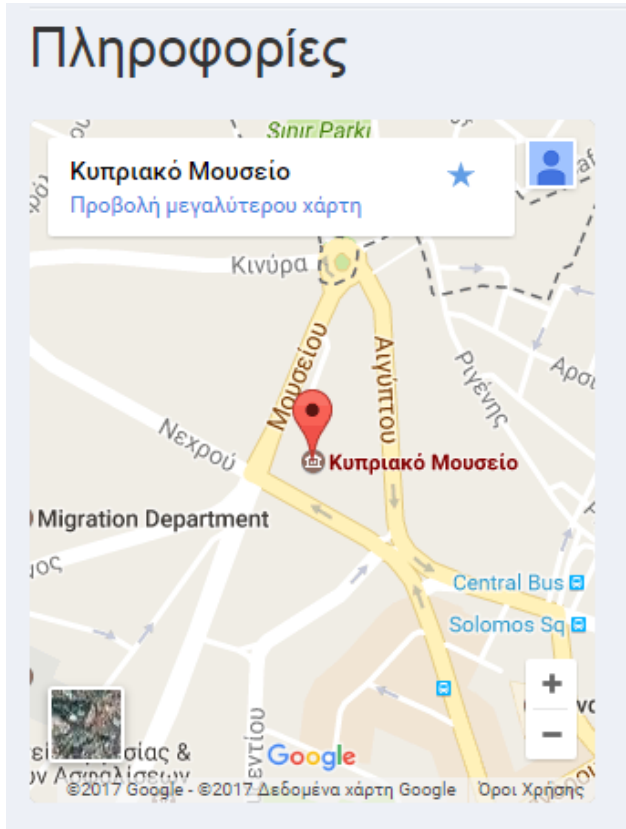 Πληροφορίες
Sınır Parkı
Κυπριακό Μουσείο
Προβολή μεγαλύτερου χάρτη
Κινύρα
Μουσείου
Αιγύπτου
Ρηγένης
Νεχρού
Κυπριακό Μουσείο
Migration Department
Central Bus
Solomos Sq
+
−
Google
©2017 Google - ©2017 Δεδομένα χάρτη Google Όροι Χρήσης